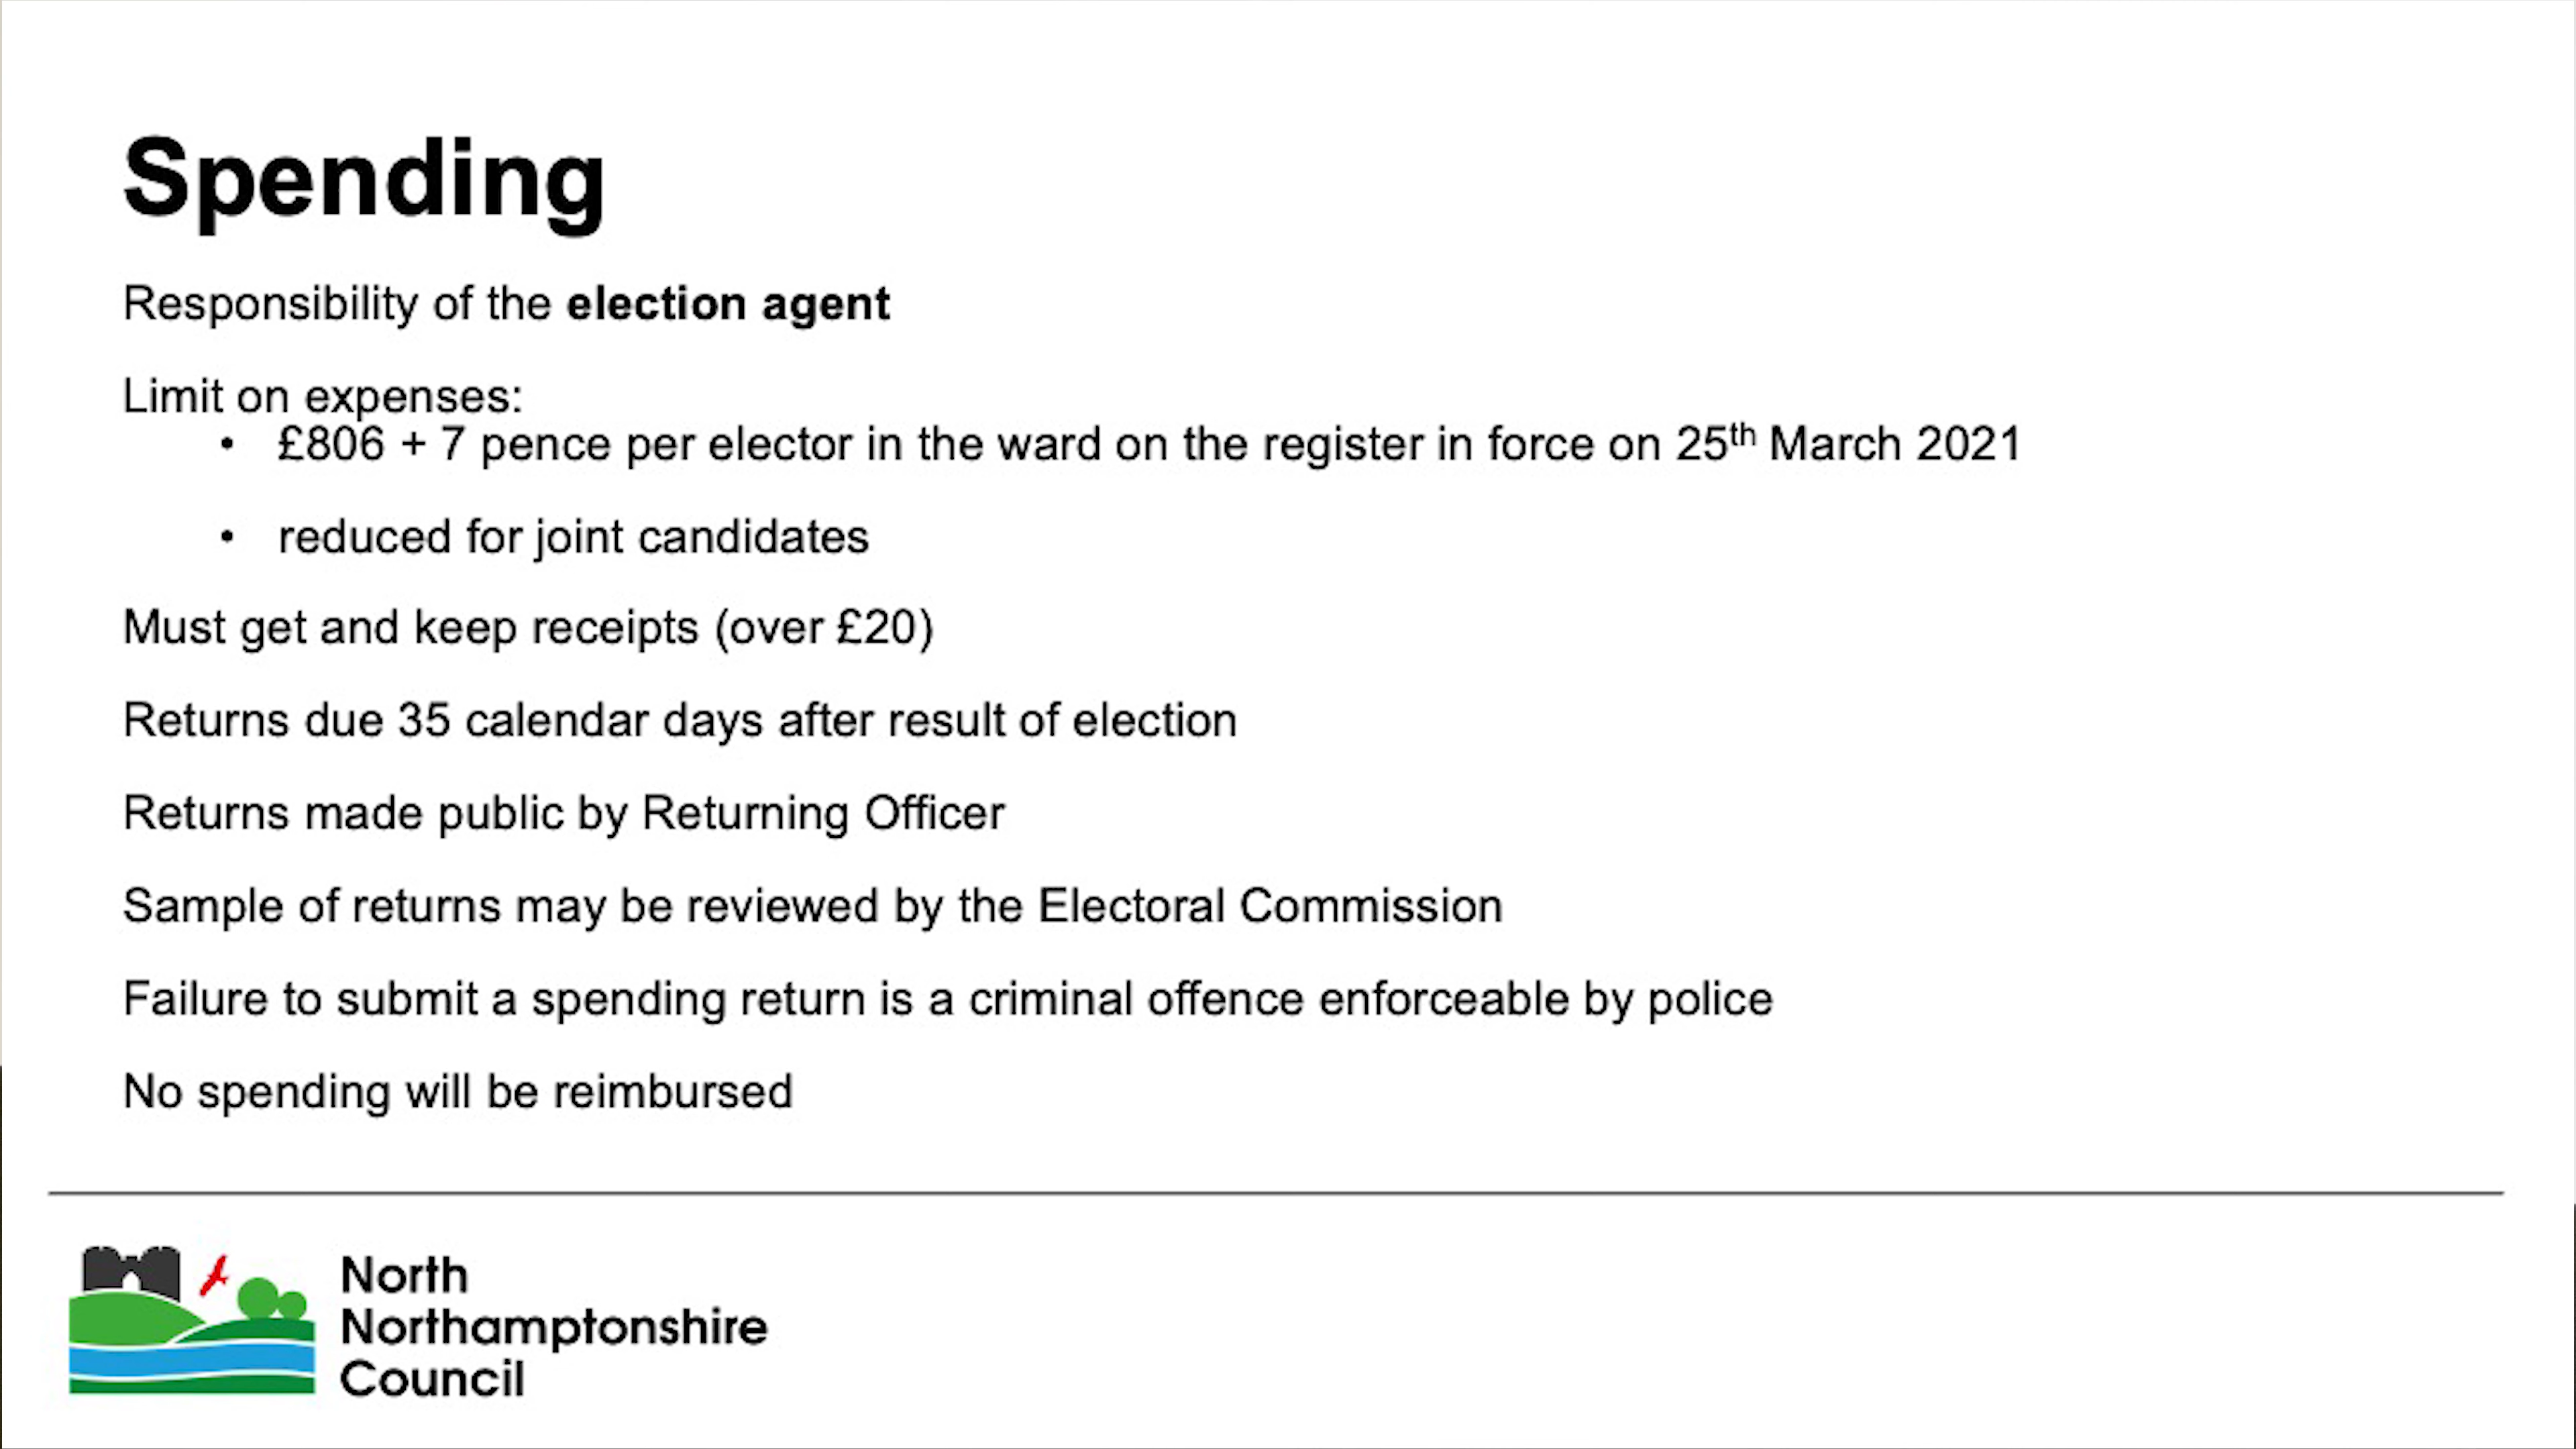 Spending
Responsibility of the election agent
Limit on expenses:
• £806 + 7 pence per elector in the ward on the register in force on 25th March 2021
• reduced for joint candidates
Must get and keep receipts (over £20)
Returns due 35 calendar days after result of election
Returns made public by Returning Officer
Sample of returns may be reviewed by the Electoral Commission
Failure to submit a spending return is a criminal offence enforceable by police
No spending will be reimbursed
North
Northamptonshire
Council